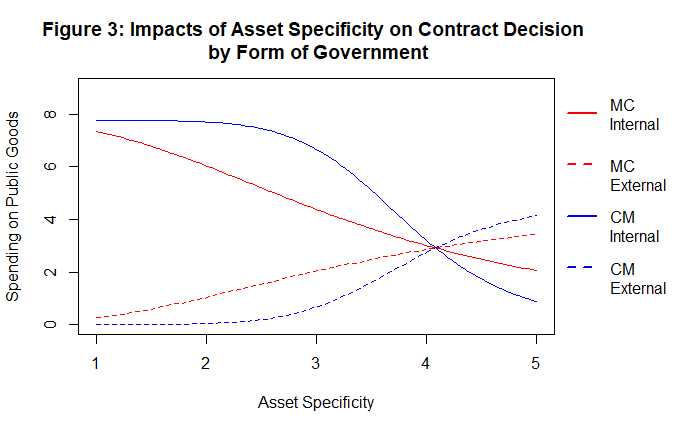 Figure 3: Impacts of Asset Specificity on Contract Decision
by Form of Government
Spending on Public Goods
8
6
4
2
0
1 2 3 4 5
Asset Specificity
MC
Internal
MC
External
CM
Internal
CM
External